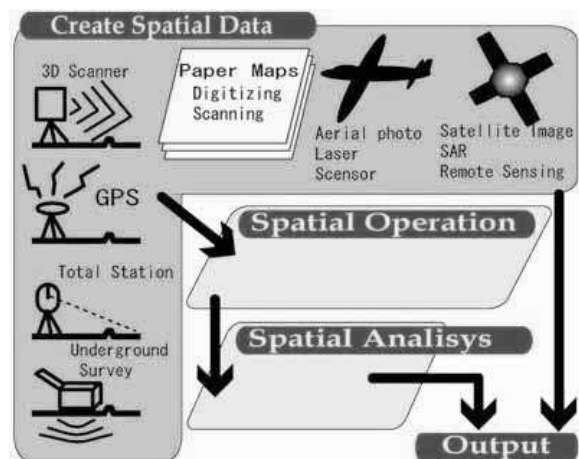 Create Spatial Data
3D Scanner
Paper Maps
Digitizing
Scanning
Aerial photo
Laser
Scensor
Satellite Image
SAR
Remote Sensing
GPS
Total Station
Underground
Survey
Spatial Operation
Spatial Analisys
Output